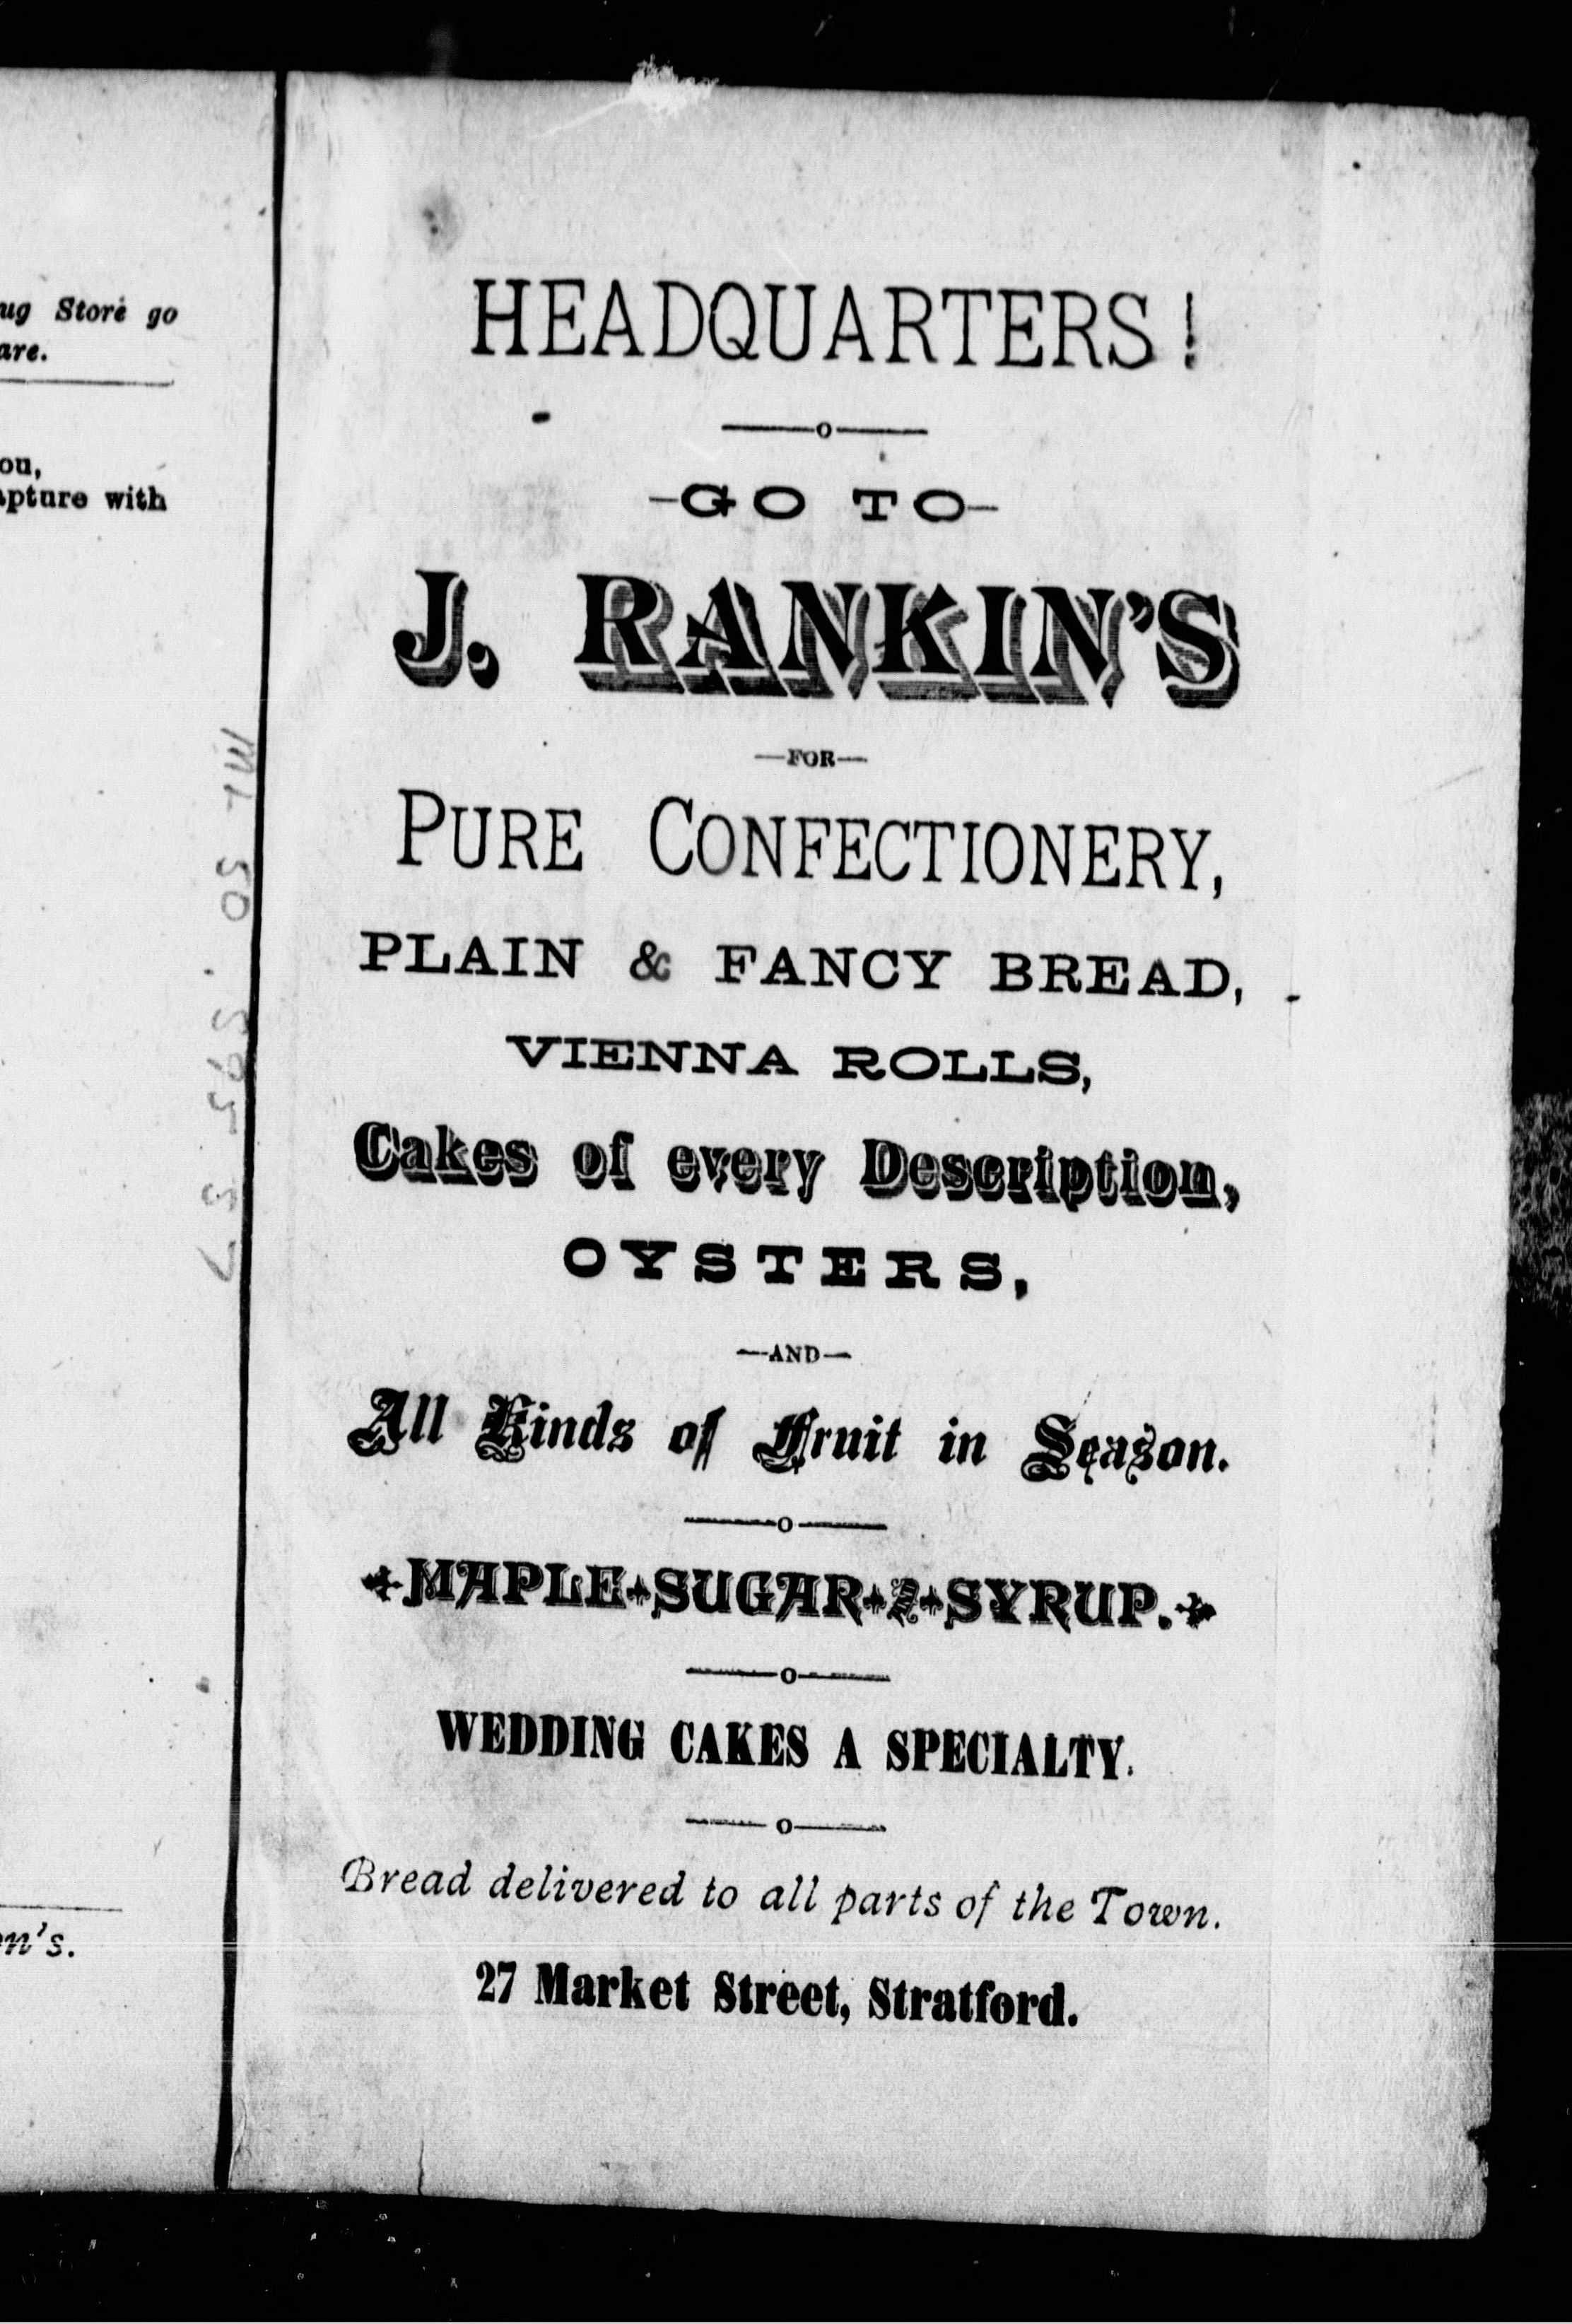 ug Store go
are.
ou,
pture with
n's.
HEADQUARTERS!
—o—
-GO TO-
J. RANKIN'S
—FOR—
PURE CONFECTIONERY,
PLAIN & FANCY BREAD,
VIENNA ROLLS,
Cakes of every Description,
OYSTERS,
—AND—
All Kinds of Fruit in Season.
—o—
MAPLE SUGAR & SYRUP.
—o—
WEDDING CAKES A SPECIALTY.
—o—
Bread delivered to all parts of the Town.
27 Market Street, Stratford.